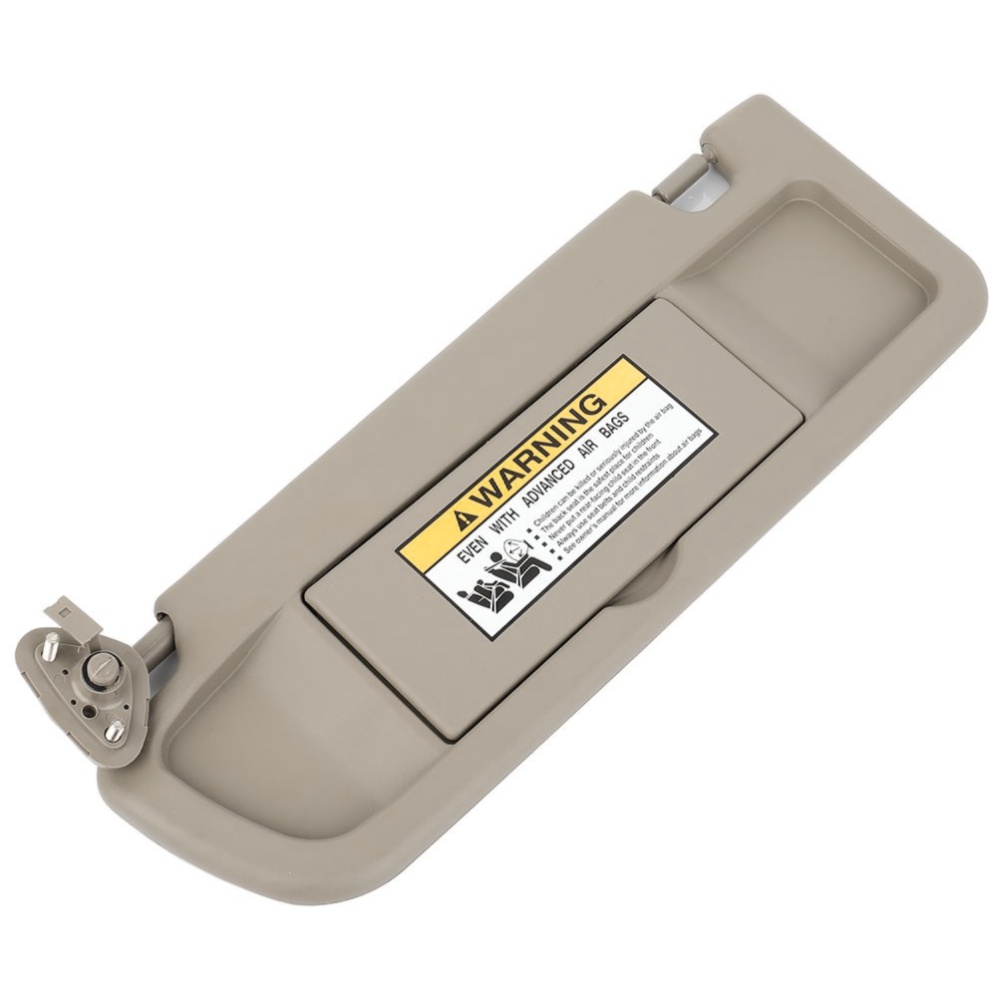 WARNING
EVEN WITH ADVANCED AIR BAGS
Children can be killed or seriously injured by the air bag
The back seat is the safest place for children
Never put a rear-facing child seat in the front
Always use seat belts and child restraints
See owner's manual for more information about air bags